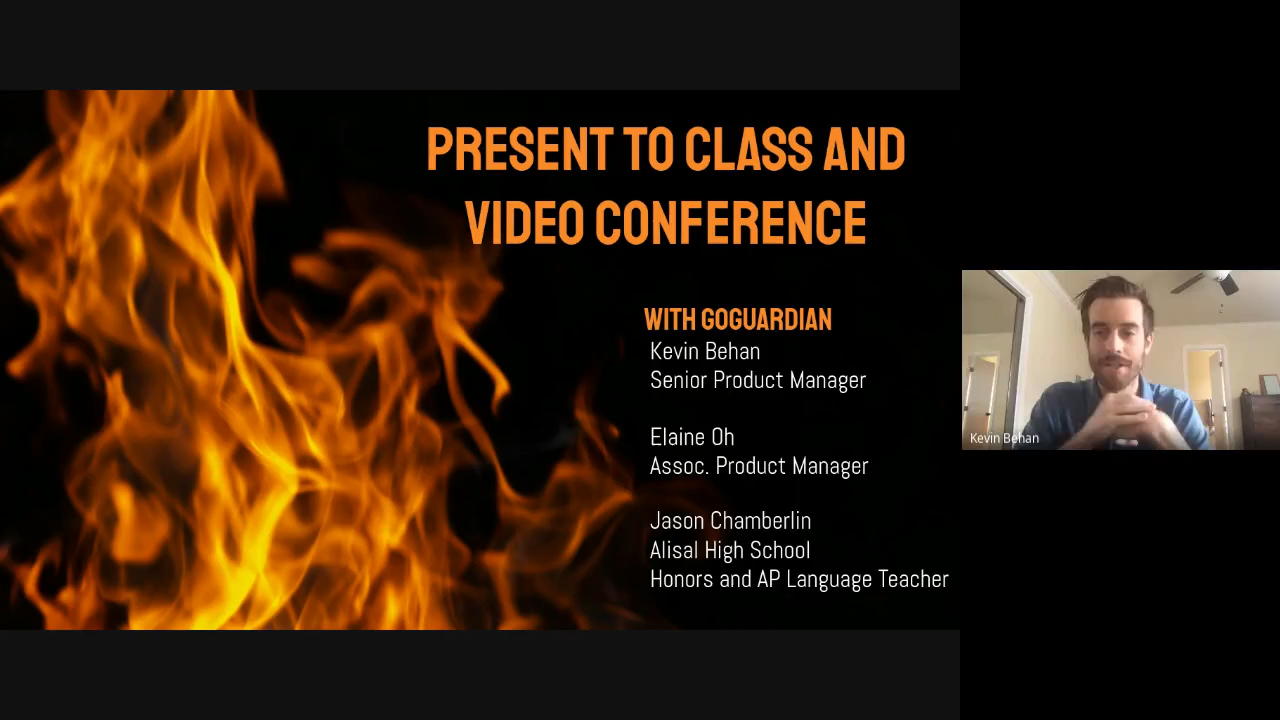 PRESENT TO CLASS AND
VIDEO CONFERENCE
WITH GOGUARDIAN
Kevin Behan
Senior Product Manager
Elaine Oh
Assoc. Product Manager
Jason Chamberlin
Alisal High School
Honors and AP Language Teacher
Kevin Behan